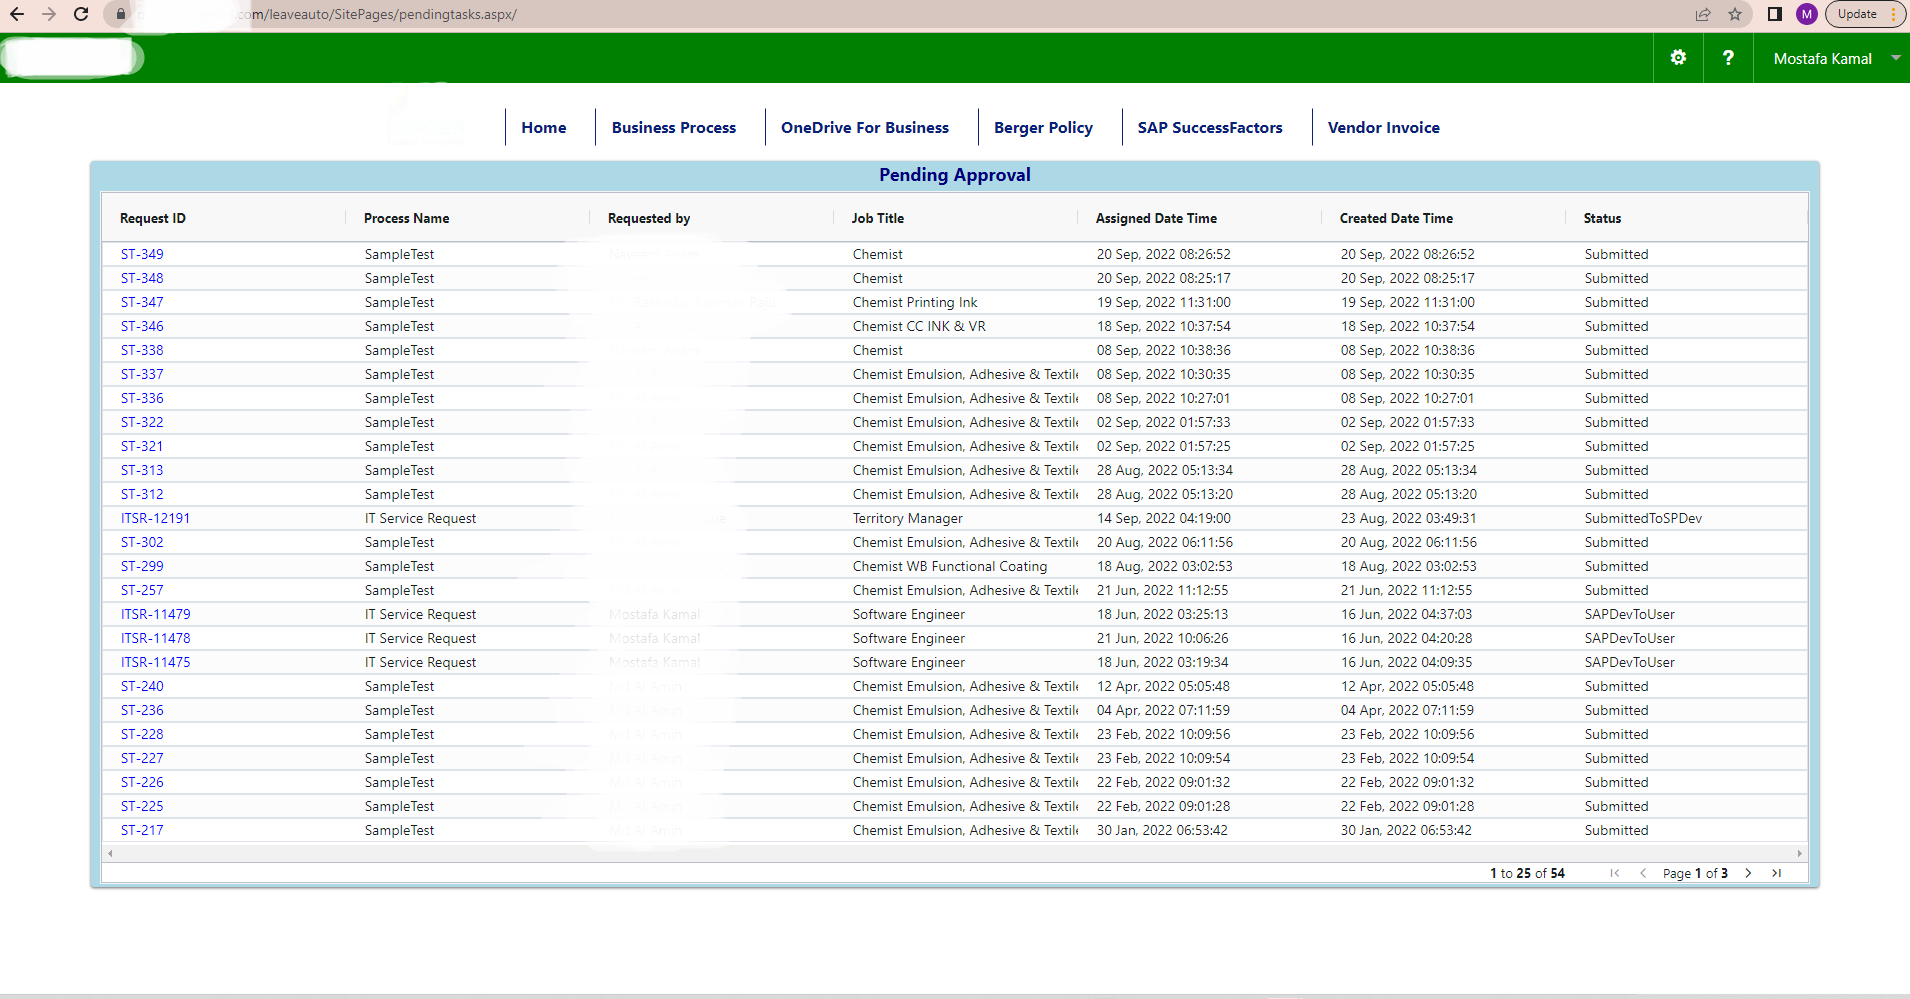 .com/leaveauto/SitePages/pendingtasks.aspx/ M Update
? Mostafa Kamal
Home Business Process OneDrive For Business Berger Policy SAP SuccessFactors Vendor Invoice
Pending Approval
Request ID Process Name Requested by Job Title Assigned Date Time Created Date Time Status
ST-349 SampleTest Chemist 20 Sep, 2022 08:26:52 20 Sep, 2022 08:26:52 Submitted
ST-348 SampleTest Chemist 20 Sep, 2022 08:25:17 20 Sep, 2022 08:25:17 Submitted
ST-347 SampleTest Chemist Printing Ink 19 Sep, 2022 11:31:00 19 Sep, 2022 11:31:00 Submitted
ST-346 SampleTest Chemist CC INK & VR 18 Sep, 2022 10:37:54 18 Sep, 2022 10:37:54 Submitted
ST-338 SampleTest Chemist 08 Sep, 2022 10:38:36 08 Sep, 2022 10:38:36 Submitted
ST-337 SampleTest Chemist Emulsion, Adhesive & Textile 08 Sep, 2022 10:30:35 08 Sep, 2022 10:30:35 Submitted
ST-336 SampleTest Chemist Emulsion, Adhesive & Textile 08 Sep, 2022 10:27:01 08 Sep, 2022 10:27:01 Submitted
ST-322 SampleTest Chemist Emulsion, Adhesive & Textile 02 Sep, 2022 01:57:33 02 Sep, 2022 01:57:33 Submitted
ST-321 SampleTest Chemist Emulsion, Adhesive & Textile 02 Sep, 2022 01:57:25 02 Sep, 2022 01:57:25 Submitted
ST-313 SampleTest Chemist Emulsion, Adhesive & Textile 28 Aug, 2022 05:13:34 28 Aug, 2022 05:13:34 Submitted
ST-312 SampleTest Chemist Emulsion, Adhesive & Textile 28 Aug, 2022 05:13:20 28 Aug, 2022 05:13:20 Submitted
ITSR-12191 IT Service Request Territory Manager 14 Sep, 2022 04:19:00 23 Aug, 2022 03:49:31 SubmittedToSPDev
ST-302 SampleTest Chemist Emulsion, Adhesive & Textile 20 Aug, 2022 06:11:56 20 Aug, 2022 06:11:56 Submitted
ST-299 SampleTest Chemist WB Functional Coating 18 Aug, 2022 03:02:53 18 Aug, 2022 03:02:53 Submitted
ST-257 SampleTest Chemist Emulsion, Adhesive & Textile 21 Jun, 2022 11:12:55 21 Jun, 2022 11:12:55 Submitted
ITSR-11479 IT Service Request Mostafa Kamal Software Engineer 18 Jun, 2022 03:25:13 16 Jun, 2022 04:37:03 SAPDevToUser
ITSR-11478 IT Service Request Mostafa Kamal Software Engineer 21 Jun, 2022 10:06:26 16 Jun, 2022 04:20:28 SAPDevToUser
ITSR-11475 IT Service Request Mostafa Kamal Software Engineer 18 Jun, 2022 03:19:34 16 Jun, 2022 04:09:35 SAPDevToUser
ST-240 SampleTest Md Al Amin Chemist Emulsion, Adhesive & Textile 12 Apr, 2022 05:05:48 12 Apr, 2022 05:05:48 Submitted
ST-236 SampleTest Md Al Amin Chemist Emulsion, Adhesive & Textile 04 Apr, 2022 07:11:59 04 Apr, 2022 07:11:59 Submitted
ST-228 SampleTest Md Al Amin Chemist Emulsion, Adhesive & Textile 23 Feb, 2022 10:09:56 23 Feb, 2022 10:09:56 Submitted
ST-227 SampleTest Md Al Amin Chemist Emulsion, Adhesive & Textile 23 Feb, 2022 10:09:54 23 Feb, 2022 10:09:54 Submitted
ST-226 SampleTest Md Al Amin Chemist Emulsion, Adhesive & Textile 22 Feb, 2022 09:01:32 22 Feb, 2022 09:01:32 Submitted
ST-225 SampleTest Md Al Amin Chemist Emulsion, Adhesive & Textile 22 Feb, 2022 09:01:28 22 Feb, 2022 09:01:28 Submitted
ST-217 SampleTest Md Al Amin Chemist Emulsion, Adhesive & Textile 30 Jan, 2022 06:53:42 30 Jan, 2022 06:53:42 Submitted
1 to 25 of 54 Page 1 of 3